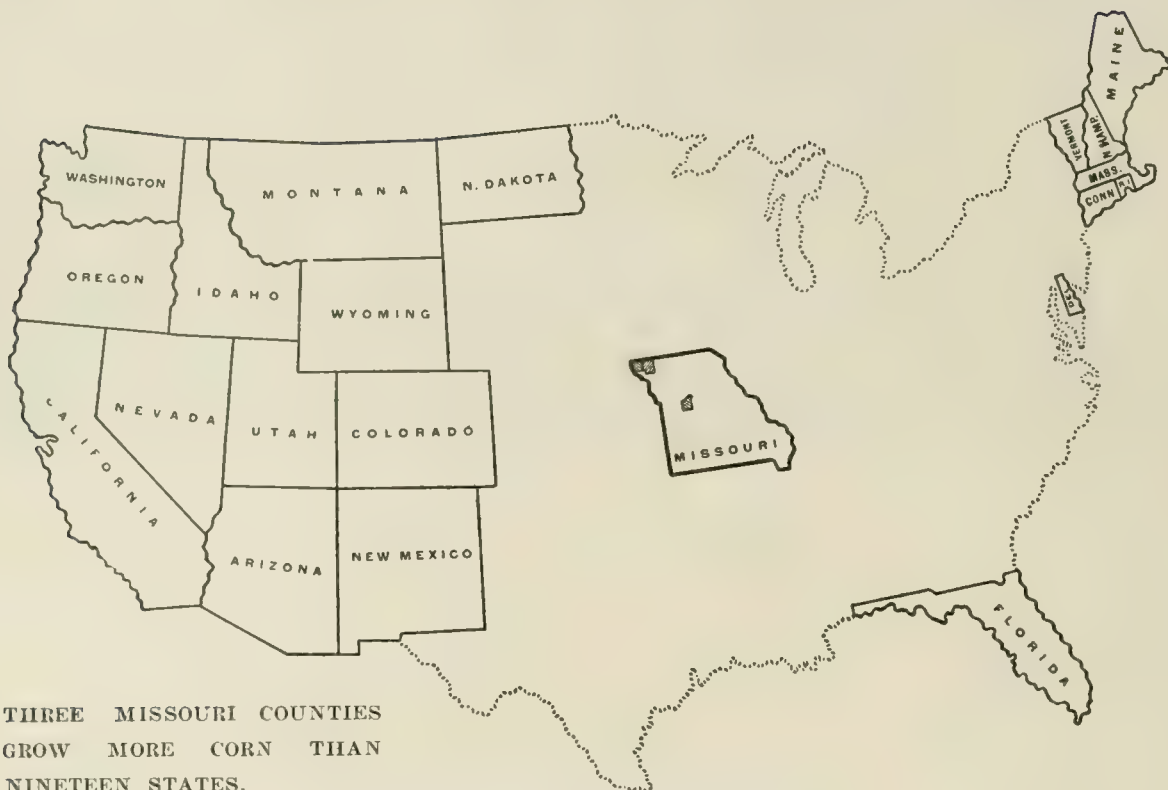 MAINE
VERMONT
N HAMP.
MASS.
CONN
R.I.
WASHINGTON
MONTANA
N. DAKOTA
OREGON
IDAHO
WYOMING
DEL.
CALIFORNIA
NEVADA
UTAH
COLORADO
MISSOURI
ARIZONA
NEW MEXICO
FLORIDA
THREE MISSOURI COUNTIES
GROW MORE CORN THAN
NINETEEN STATES.